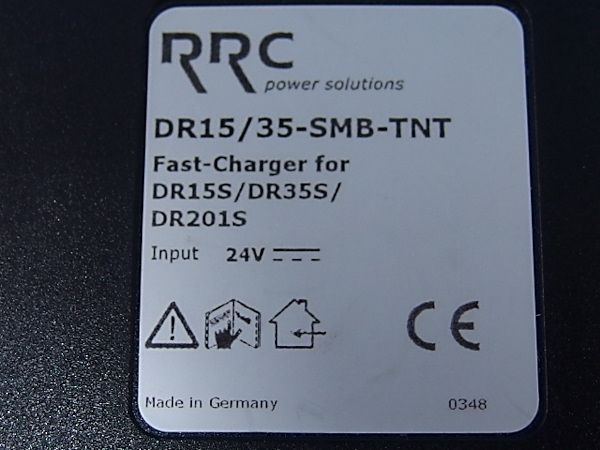 RRC
power solutions
DR15/35-SMB-TNT
Fast-Charger for
DR15S/DR35S/
DR201S
Input 24V
CE
Made in Germany 0348